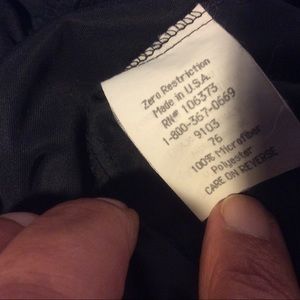 Zero Restriction
Made in U.S.A.
RN# 106373
1-800-367-0669
9103
76
100% Microfiber
Polyester
CARE ON REVERSE